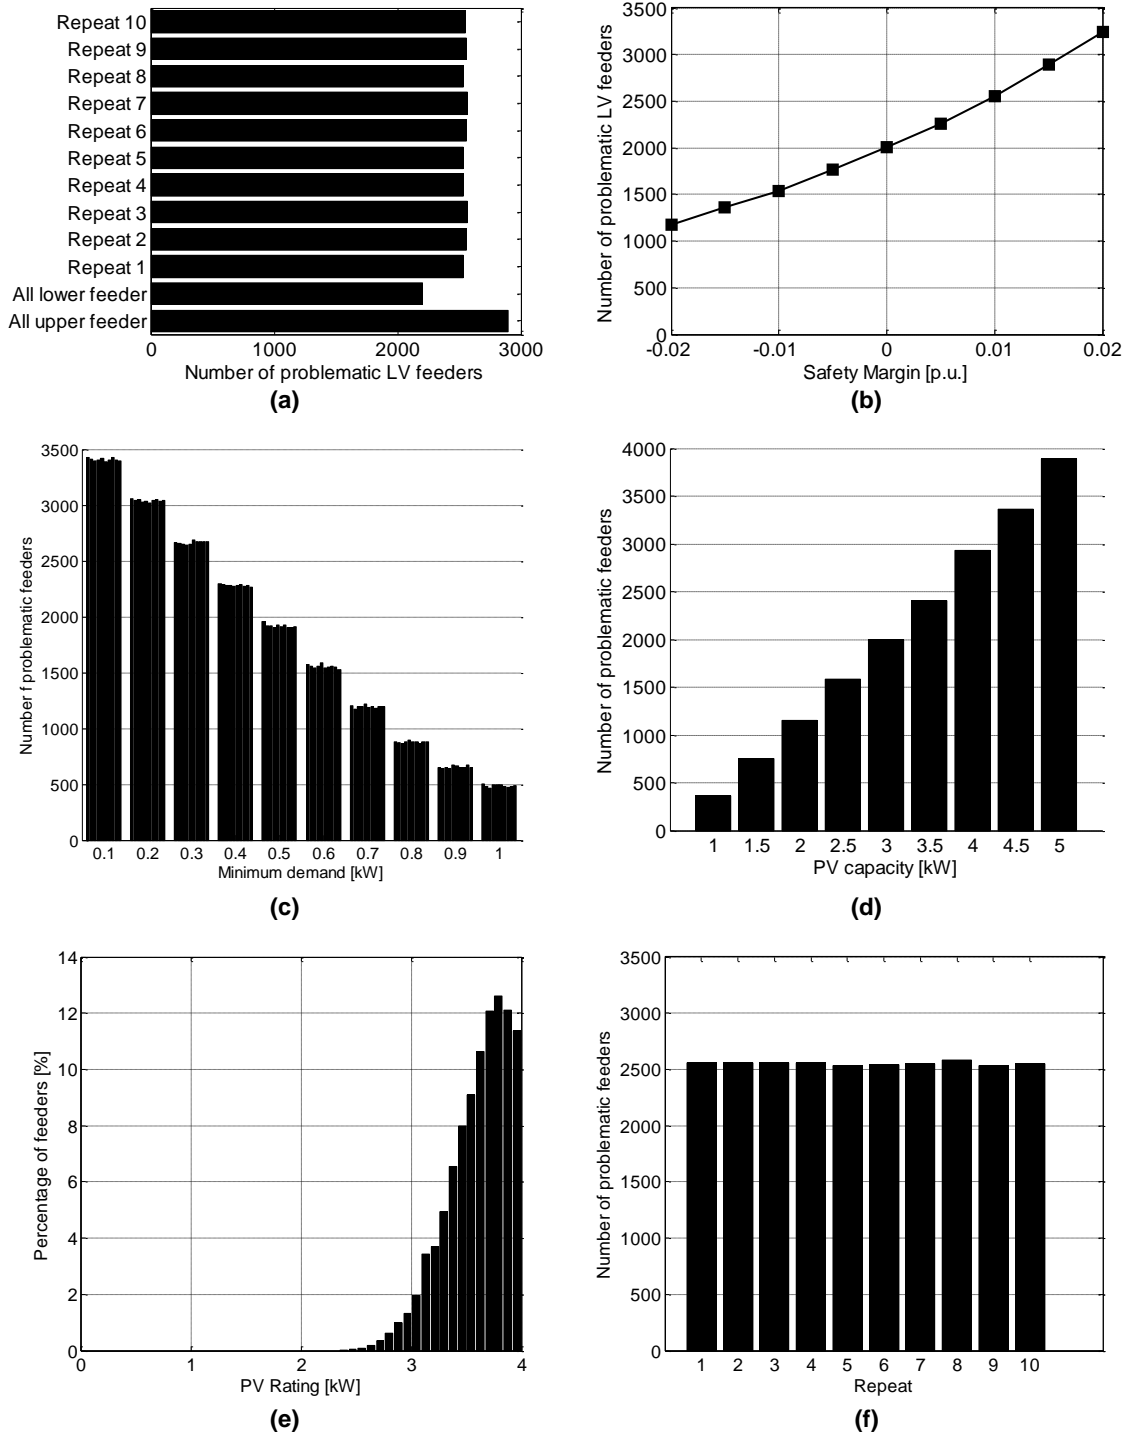 Repeat 10
Repeat 9
Repeat 8
Repeat 7
Repeat 6
Repeat 5
Repeat 4
Repeat 3
Repeat 2
Repeat 1
All lower feeder
All upper feeder
0 1000 2000 3000
Number of problematic LV feeders
(a)
Number of problematic LV feeders
3500
3000
2500
2000
1500
1000
500
0
-0.02 -0.01 0 0.01 0.02
Safety Margin [p.u.]
(b)
Number f problematic feeders
3500
3000
2500
2000
1500
1000
500
0
0.1 0.2 0.3 0.4 0.5 0.6 0.7 0.8 0.9 1
Minimum demand [kW]
(c)
Number of problematic feeders
4000
3500
3000
2500
2000
1500
1000
500
0
1 1.5 2 2.5 3 3.5 4 4.5 5
PV capacity [kW]
(d)
Percentage of feeders [%]
14
12
10
8
6
4
2
0
0 1 2 3 4
PV Rating [kW]
(e)
Number of problematic feeders
3500
3000
2500
2000
1500
1000
500
0
1 2 3 4 5 6 7 8 9 10
Repeat
(f)